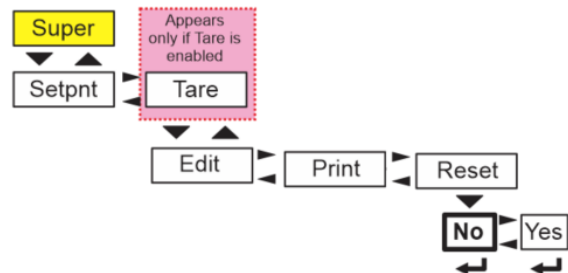 Super
Appears
only if Tare is
enabled
Setpnt
Tare
Edit
Print
Reset
No
Yes